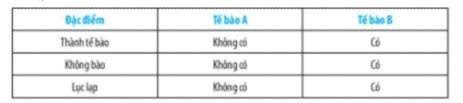 Đặc điểm Tế bào A Tế bào B
Thành tế bào Không có Có
Không bào Không có Có
Lục lạp Không có Có